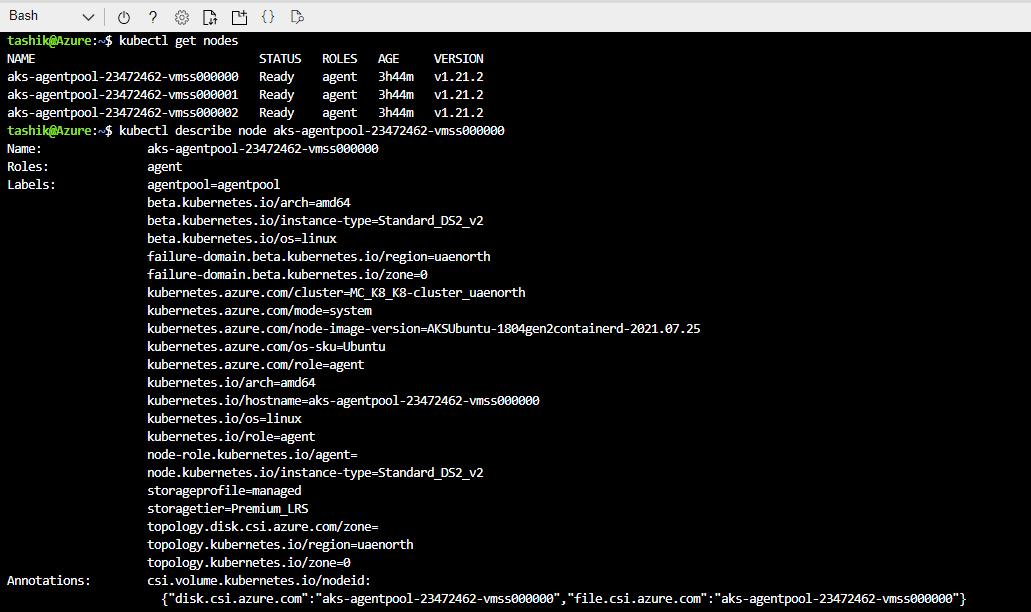 Bash
tashik@Azure:~$ kubectl get nodes
NAME STATUS ROLES AGE VERSION
aks-agentpool-23472462-vmss000000 Ready agent 3h44m v1.21.2
aks-agentpool-23472462-vmss000001 Ready agent 3h44m v1.21.2
aks-agentpool-23472462-vmss000002 Ready agent 3h44m v1.21.2
tashik@Azure:~$ kubectl describe node aks-agentpool-23472462-vmss000000
Name: aks-agentpool-23472462-vmss000000
Roles: agent
Labels: agentpool=agentpool
beta.kubernetes.io/arch=amd64
beta.kubernetes.io/instance-type=Standard_DS2_v2
beta.kubernetes.io/os=linux
failure-domain.beta.kubernetes.io/region=uaenorth
failure-domain.beta.kubernetes.io/zone=0
kubernetes.azure.com/cluster=MC_K8_K8-cluster_uaenorth
kubernetes.azure.com/mode=system
kubernetes.azure.com/node-image-version=AKSUbuntu-1804gen2containerd-2021.07.25
kubernetes.azure.com/os-sku=Ubuntu
kubernetes.azure.com/role=agent
kubernetes.io/arch=amd64
kubernetes.io/hostname=aks-agentpool-23472462-vmss000000
kubernetes.io/os=linux
kubernetes.io/role=agent
node-role.kubernetes.io/agent=
node.kubernetes.io/instance-type=Standard_DS2_v2
storageprofile=managed
storagetier=Premium_LRS
topology.disk.csi.azure.com/zone=
topology.kubernetes.io/region=uaenorth
topology.kubernetes.io/zone=0
Annotations: csi.volume.kubernetes.io/nodeid:
{"disk.csi.azure.com":"aks-agentpool-23472462-vmss000000","file.csi.azure.com":"aks-agentpool-23472462-vmss000000"}